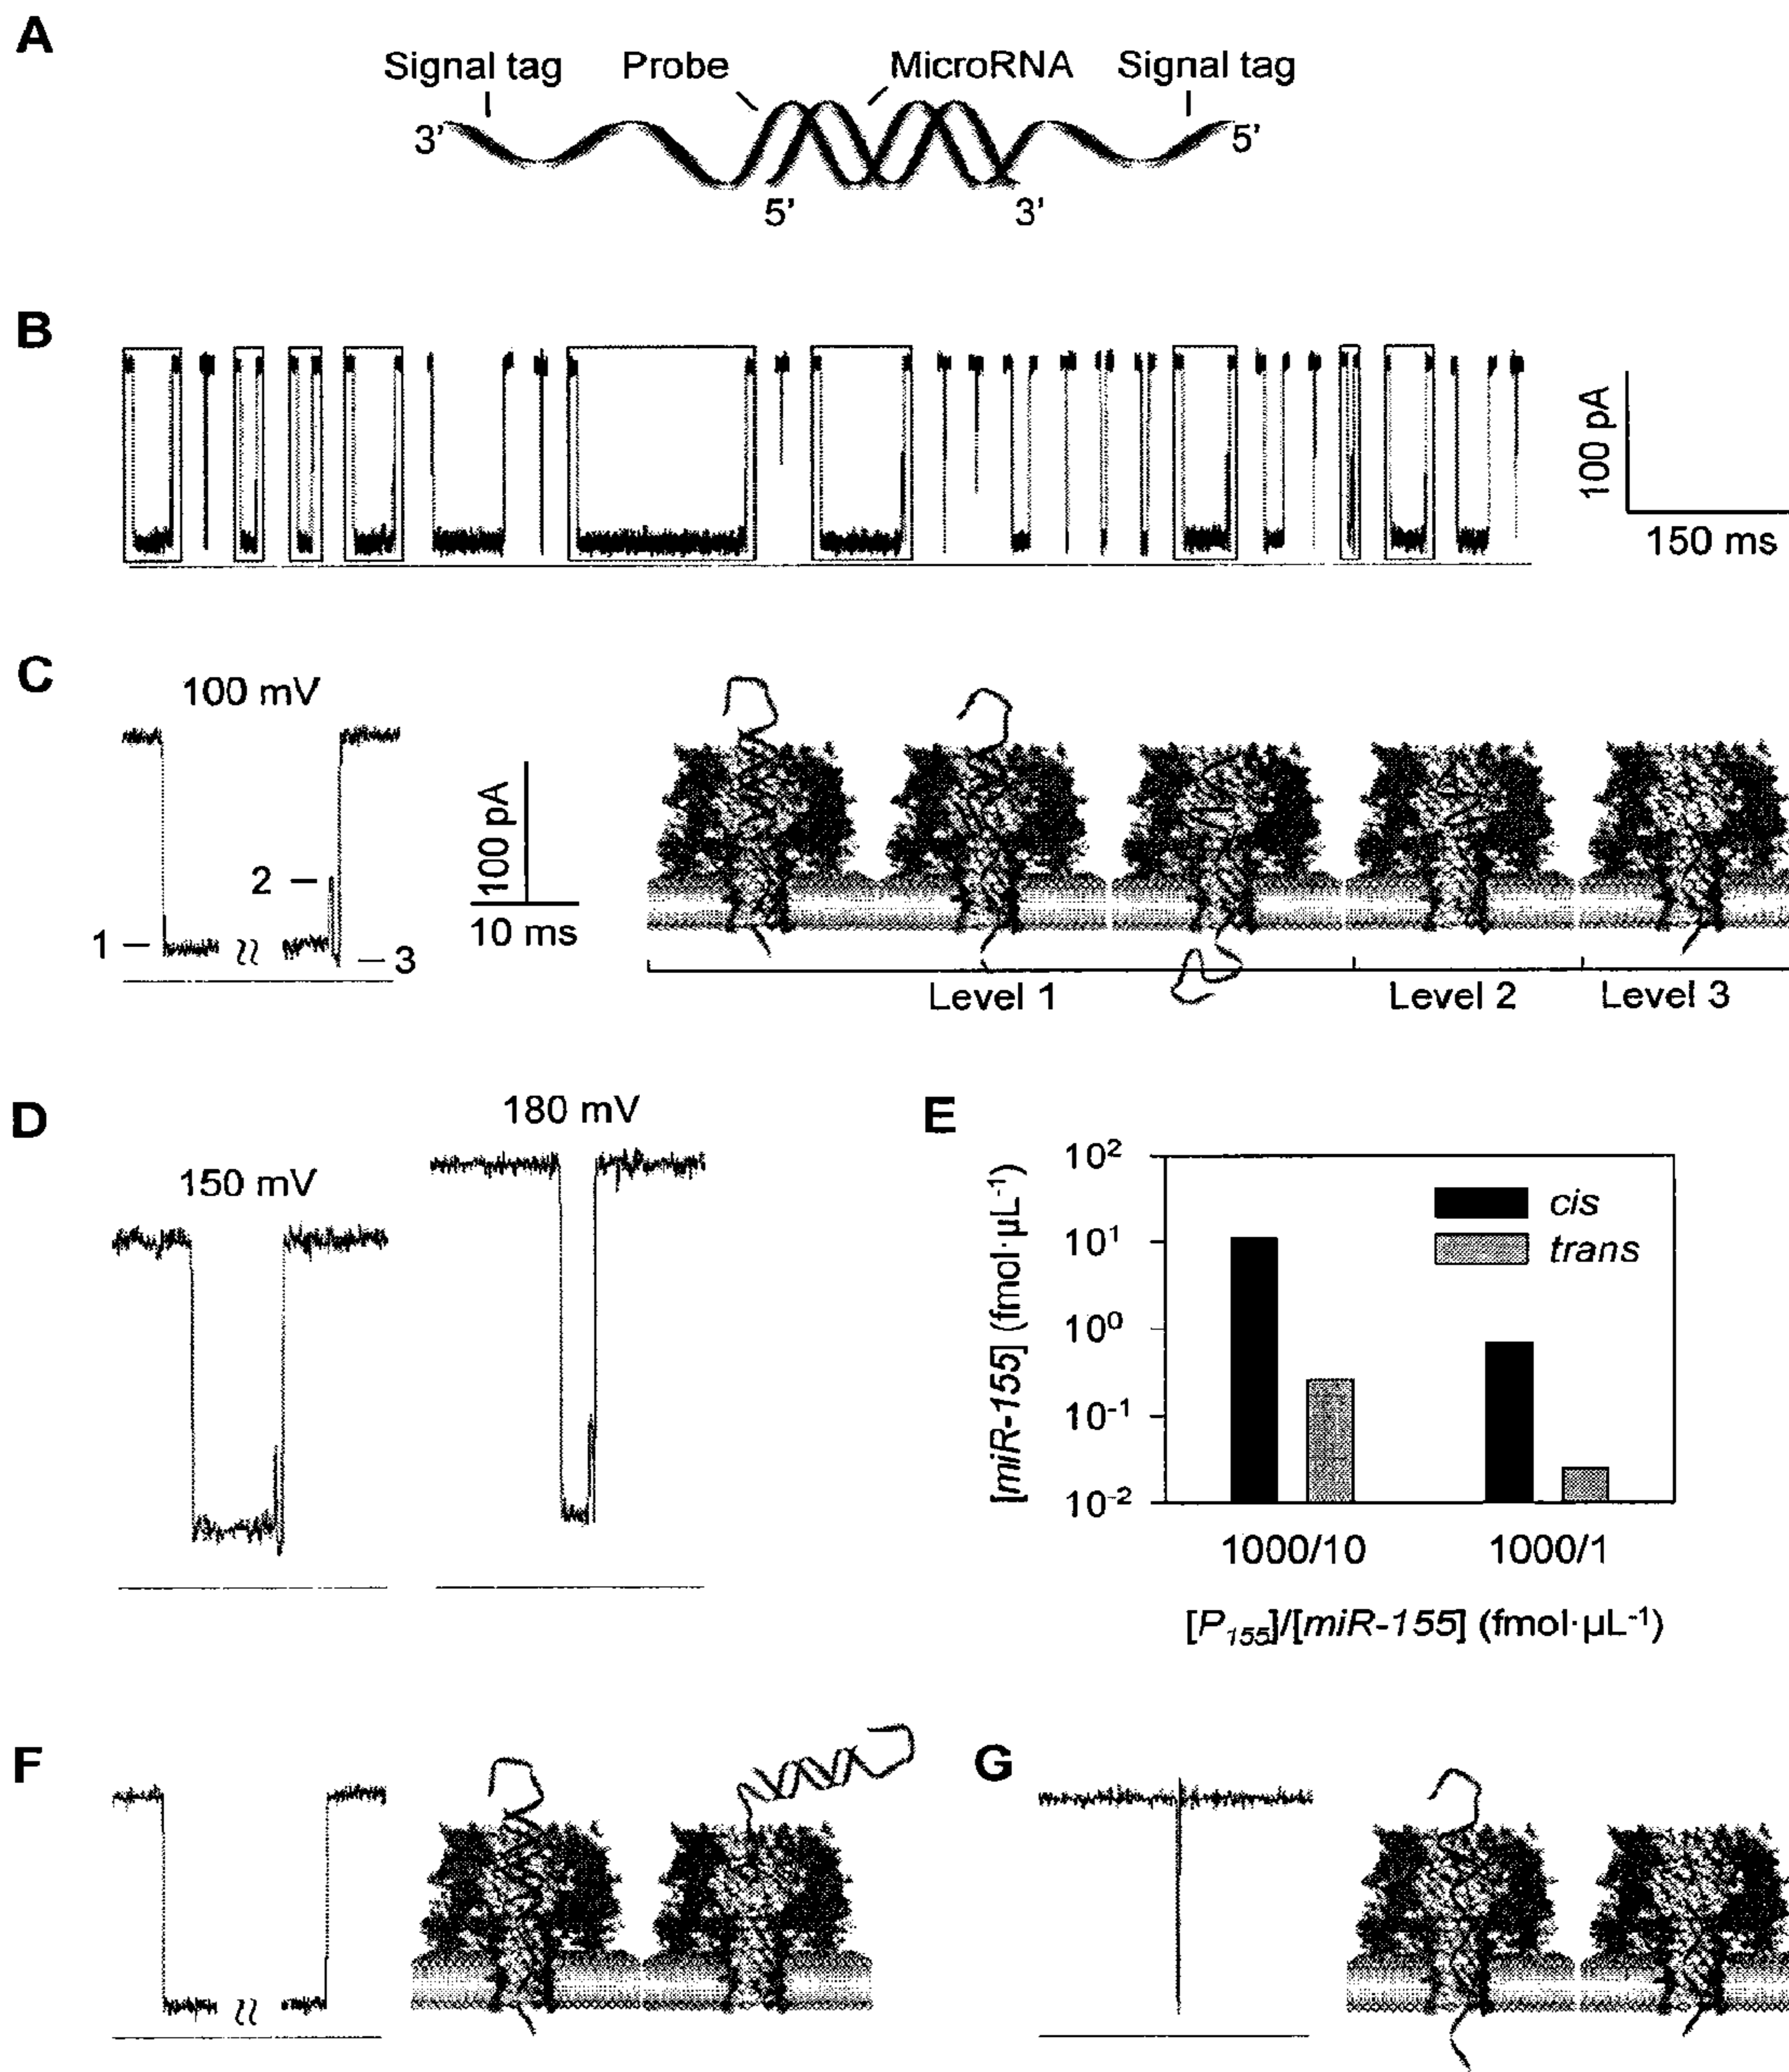 A
Signal tag Probe MicroRNA Signal tag
3' 5'
5' 3'
B
100 pA
150 ms
C
100 mV
100 pA
10 ms
2
1
3
Level 1 Level 2 Level 3
D
150 mV
180 mV
E
[miR-155] (fmol·µL⁻¹)
10²
10¹
10⁰
10⁻¹
10⁻²
cis
trans
1000/10 1000/1
[P₁₅₅]/[miR-155] (fmol·µL⁻¹)
F
G